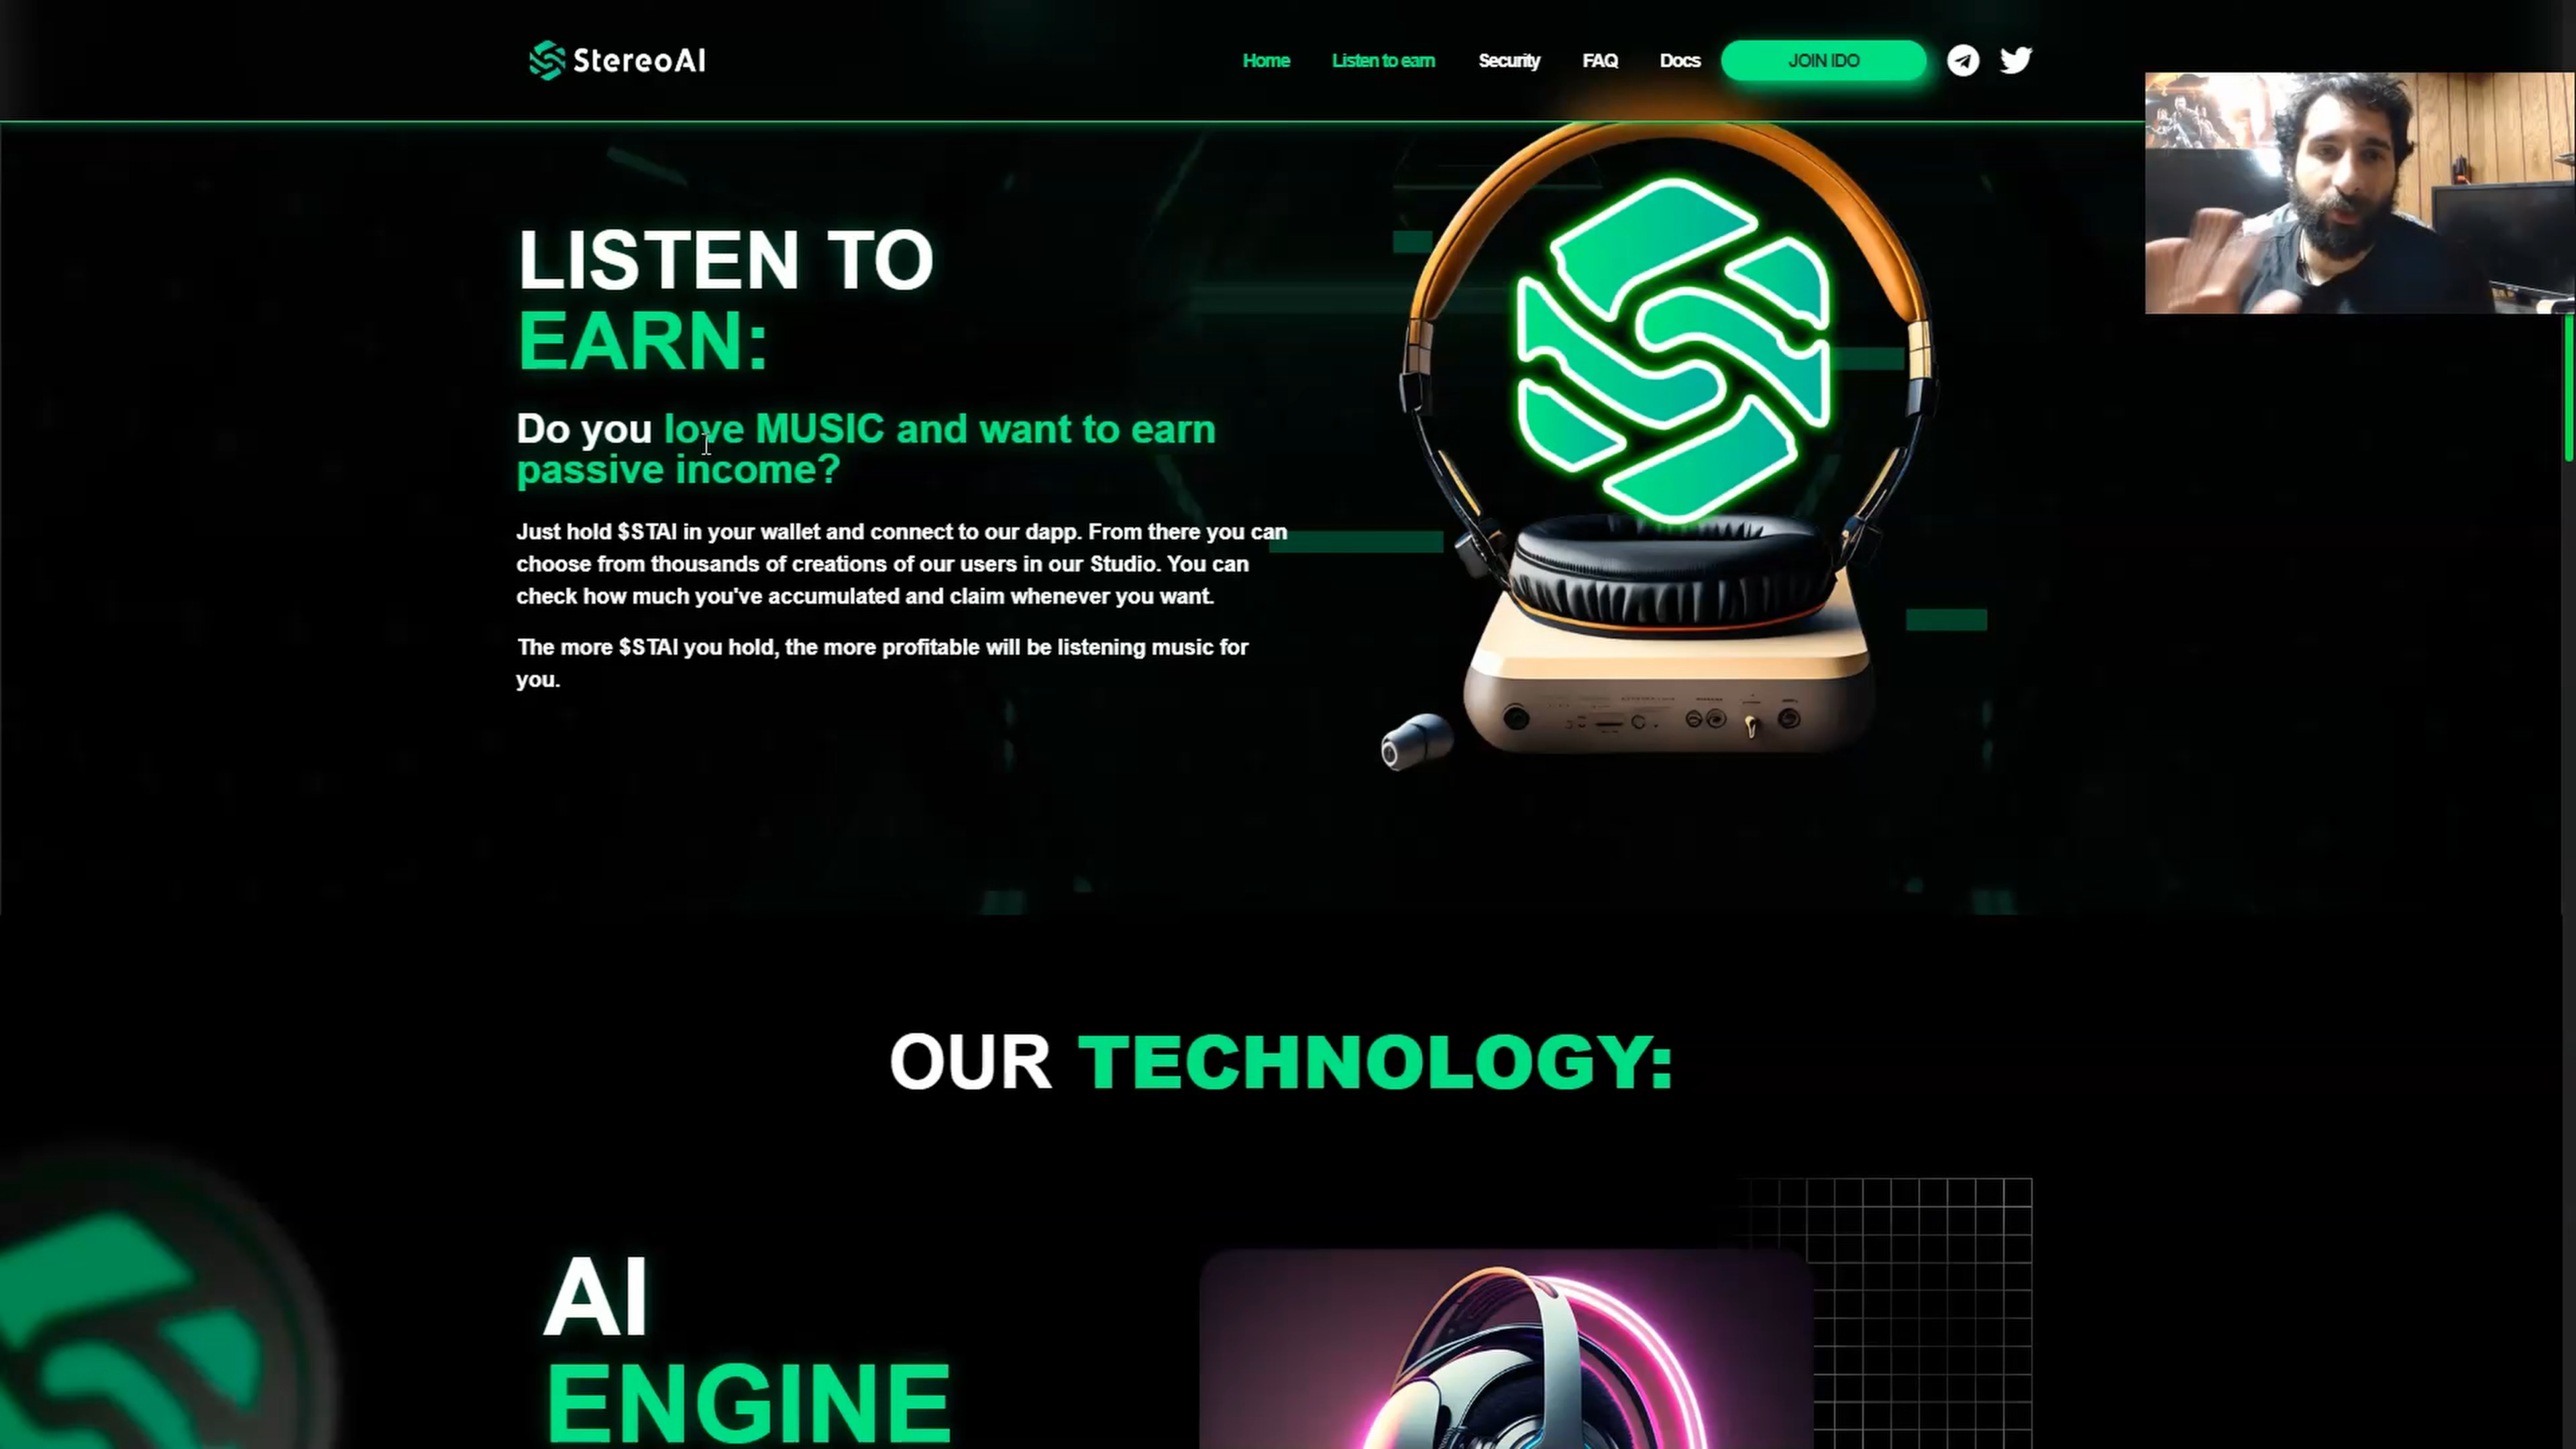 StereoAI
Home Listen to earn Security FAQ Docs JOIN IDO
LISTEN TO
EARN:
Do you love MUSIC and want to earn
passive income?
Just hold $STAI in your wallet and connect to our dapp. From there you can
choose from thousands of creations of our users in our Studio. You can
check how much you've accumulated and claim whenever you want.
The more $STAI you hold, the more profitable will be listening music for
you.
OUR TECHNOLOGY:
AI
ENGINE